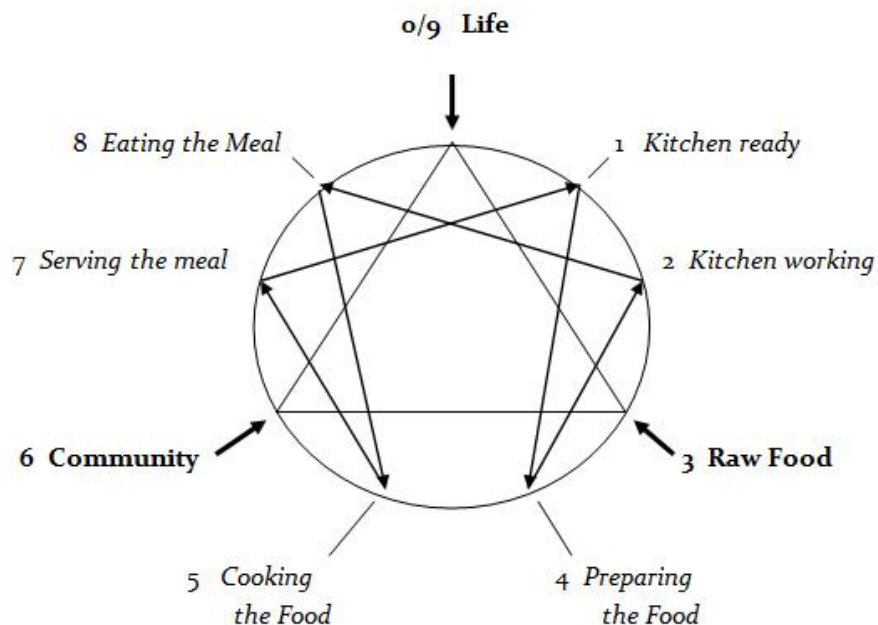 0/9 Life
8 Eating the Meal
1 Kitchen ready
7 Serving the meal
2 Kitchen working
6 Community
3 Raw Food
5 Cooking
the Food
4 Preparing
the Food